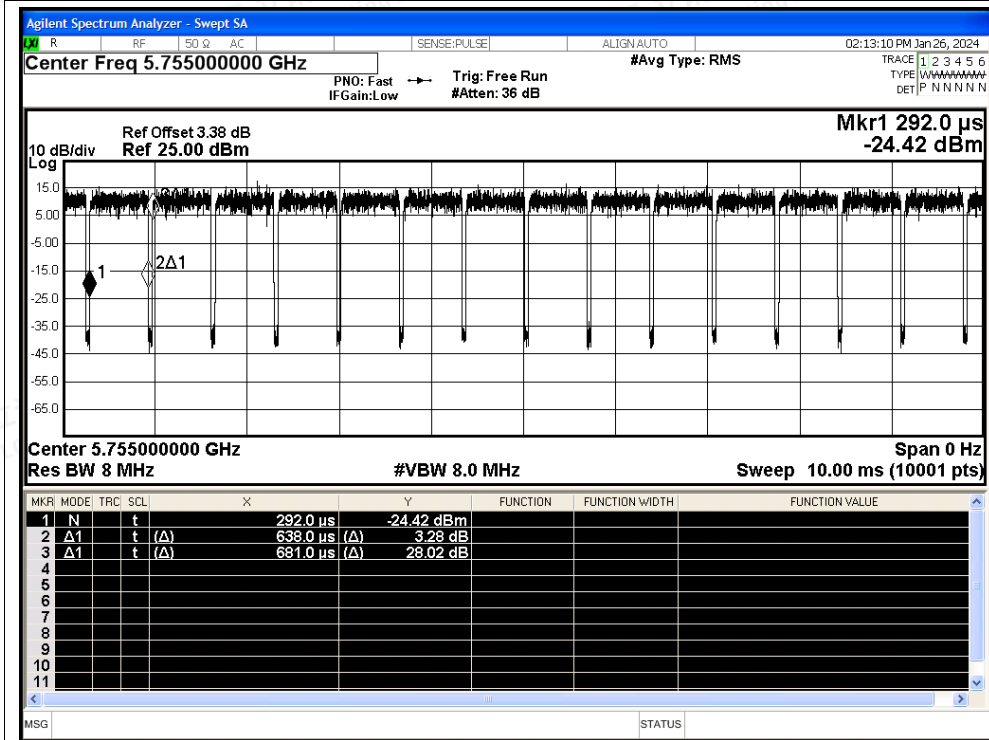 Agilent Spectrum Analyzer - Swept SA
LXI R RF 50 Ω AC SENSE:PULSE ALIGN AUTO 02:13:10 PM Jan 26, 2024
Center Freq 5.755000000 GHz #Avg Type: RMS TRACE 1 2 3 4 5 6
PNO: Fast Trig: Free Run TYPE
IFGain:Low #Atten: 36 dB DET P N N N N N
Mkr1 292.0 µs
Ref Offset 3.38 dB
10 dB/div Ref 25.00 dBm -24.42 dBm
Log
15.0
5.00
-5.00
-15.0 1 2Δ1
-25.0
-35.0
-45.0
-55.0
-65.0
Center 5.755000000 GHz Span 0 Hz
Res BW 8 MHz #VBW 8.0 MHz Sweep 10.00 ms (10001 pts)
MKR MODE TRC SCL X Y FUNCTION FUNCTION WIDTH FUNCTION VALUE
1 N t 292.0 µs -24.42 dBm
2 Δ1 t (Δ) 638.0 µs (Δ) 3.28 dB
3 Δ1 t (Δ) 681.0 µs (Δ) 28.02 dB
4
5
6
7
8
9
10
11
MSG STATUS